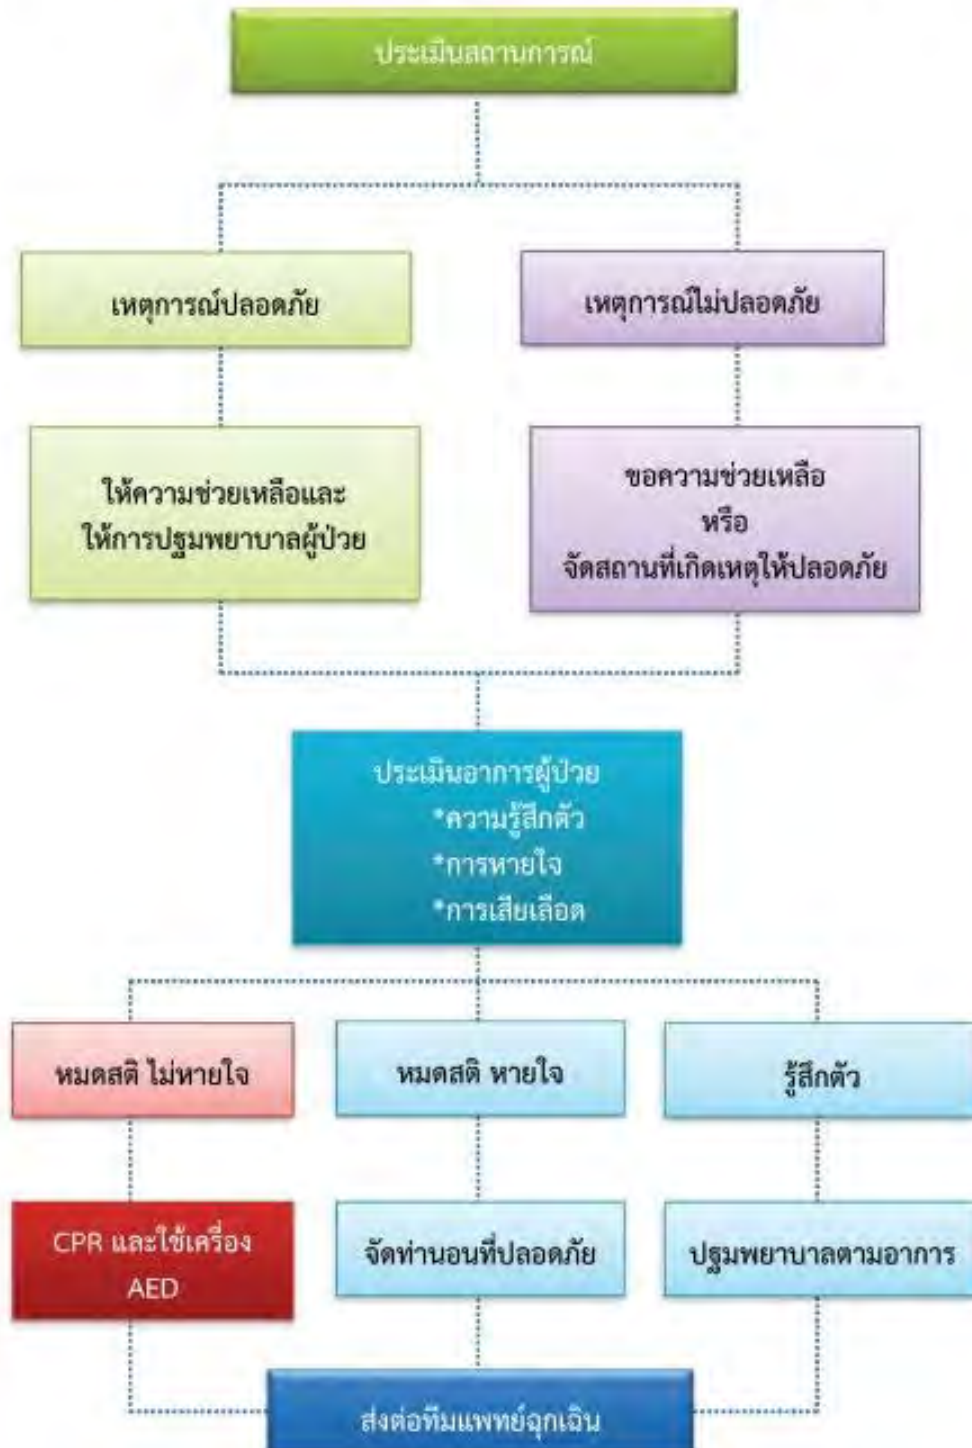 ประเมินสถานการณ์
เหตุการณ์ปลอดภัย
เหตุการณ์ไม่ปลอดภัย
ให้ความช่วยเหลือและ
ให้การปฐมพยาบาลผู้ป่วย
ขอความช่วยเหลือ
หรือ
จัดสถานที่เกิดเหตุให้ปลอดภัย
ประเมินอาการผู้ป่วย
*ความรู้สึกตัว
*การหายใจ
*การเสียเลือด
หมดสติ ไม่หายใจ
หมดสติ หายใจ
รู้สึกตัว
CPR และใช้เครื่อง
AED
จัดท่านอนที่ปลอดภัย
ปฐมพยาบาลตามอาการ
ส่งต่อทีมแพทย์ฉุกเฉิน